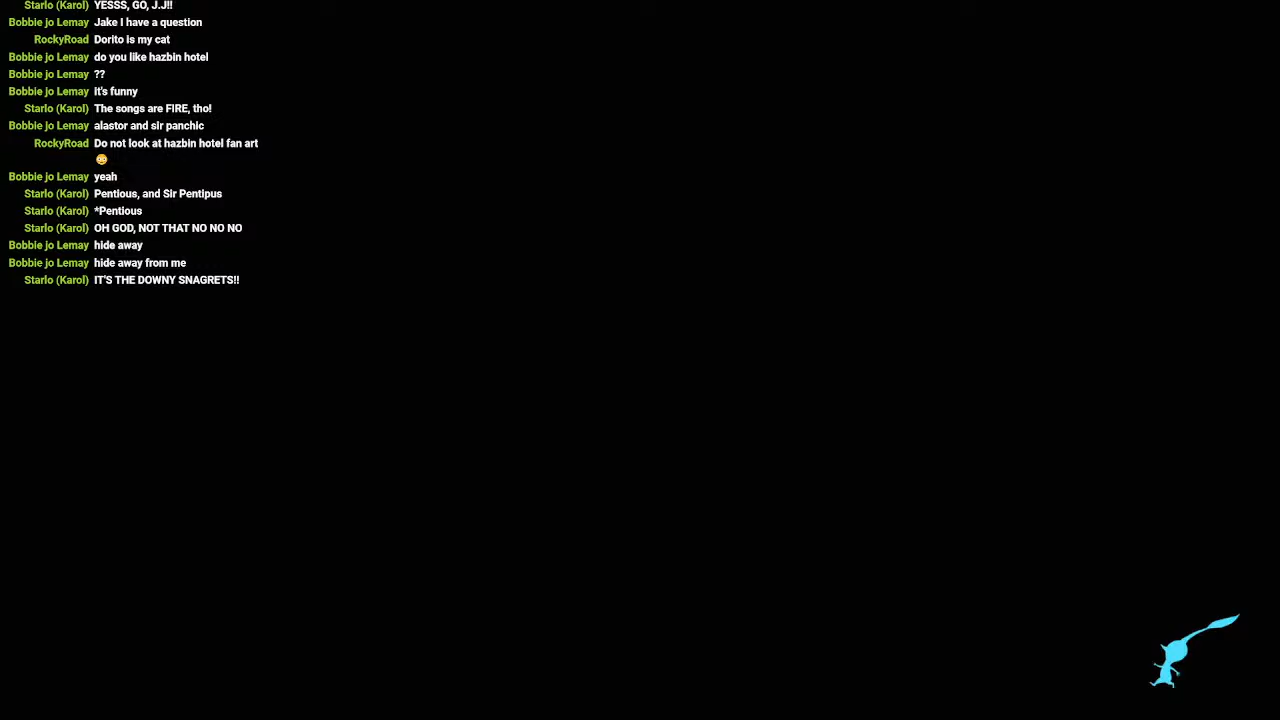 Starlo (Karol) YESSS, GO, J.J!!
Bobbie jo Lemay Jake I have a question
RockyRoad Dorito is my cat
Bobbie jo Lemay do you like hazbin hotel
Bobbie jo Lemay ??
Bobbie jo Lemay it's funny
Starlo (Karol) The songs are FIRE, tho!
Bobbie jo Lemay alastor and sir panchic
RockyRoad Do not look at hazbin hotel fan art
😳
Bobbie jo Lemay yeah
Starlo (Karol) Pentious, and Sir Pentipus
Starlo (Karol) *Pentious
Starlo (Karol) OH GOD, NOT THAT NO NO NO
Bobbie jo Lemay hide away
Bobbie jo Lemay hide away from me
Starlo (Karol) IT'S THE DOWNY SNAGRETS!!